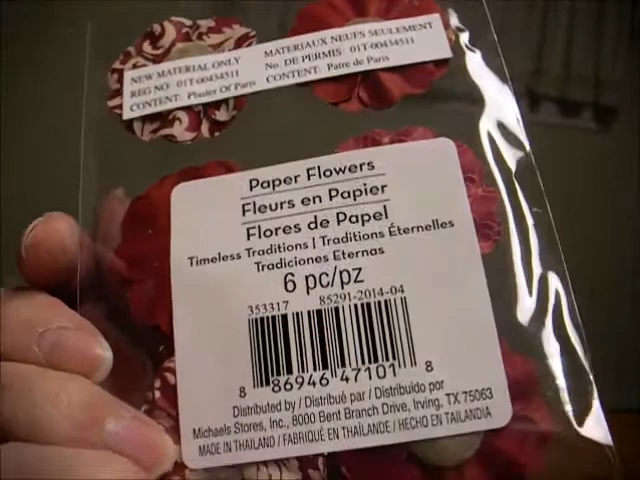 NEW MATERIAL ONLY
REG NO: 01T-00434511
CONTENT: Plaster Of Paris
MATERIAUX NEUFS SEULEMENT
No. DE PERMIS: 01T-00434511
CONTENT: Patre de Paris
Paper Flowers
Fleurs en Papier
Flores de Papel
Timeless Traditions | Traditions Éternelles
Tradiciones Eternas
6 pc/pz
353317 85291-2014-04
8 86946 47101 8
Distributed by / Distribué par / Distribuido por
Michaels Stores, Inc., 8000 Bent Branch Drive, Irving, TX 75063
MADE IN THAILAND / FABRIQUÉ EN THAÏLANDE / HECHO EN TAILANDIA